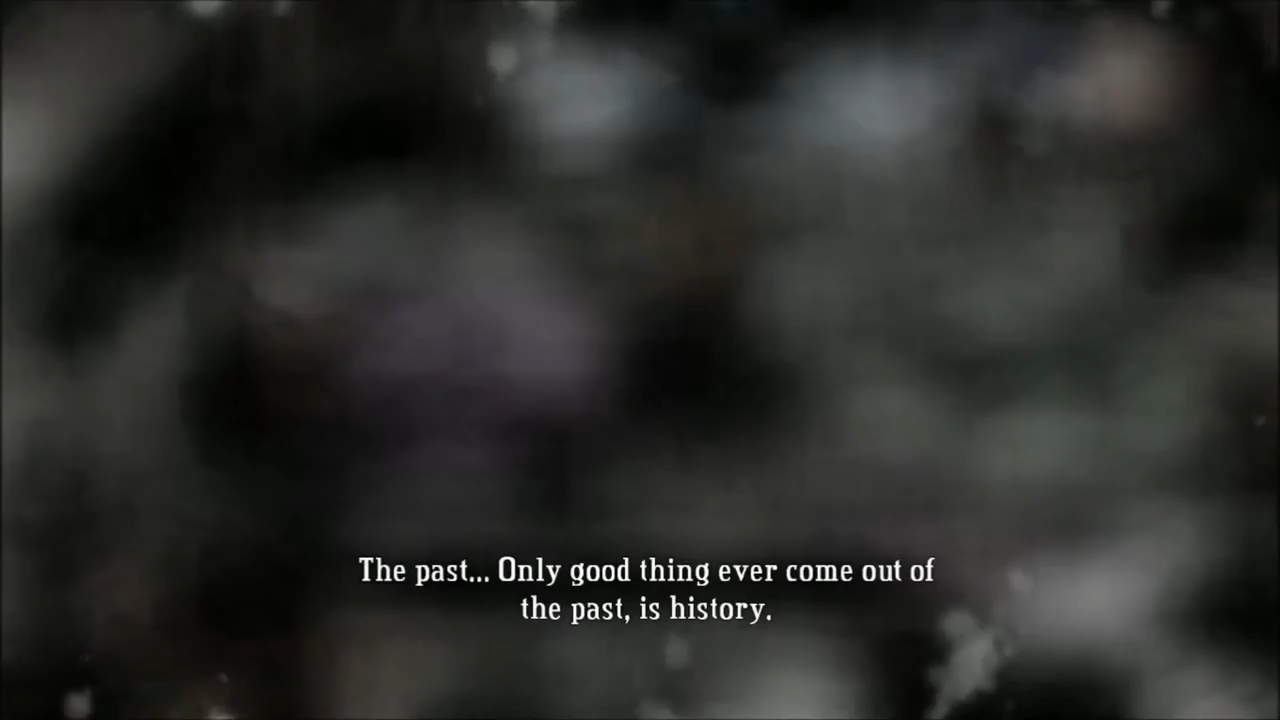 The past... Only good thing ever come out of
the past, is history.